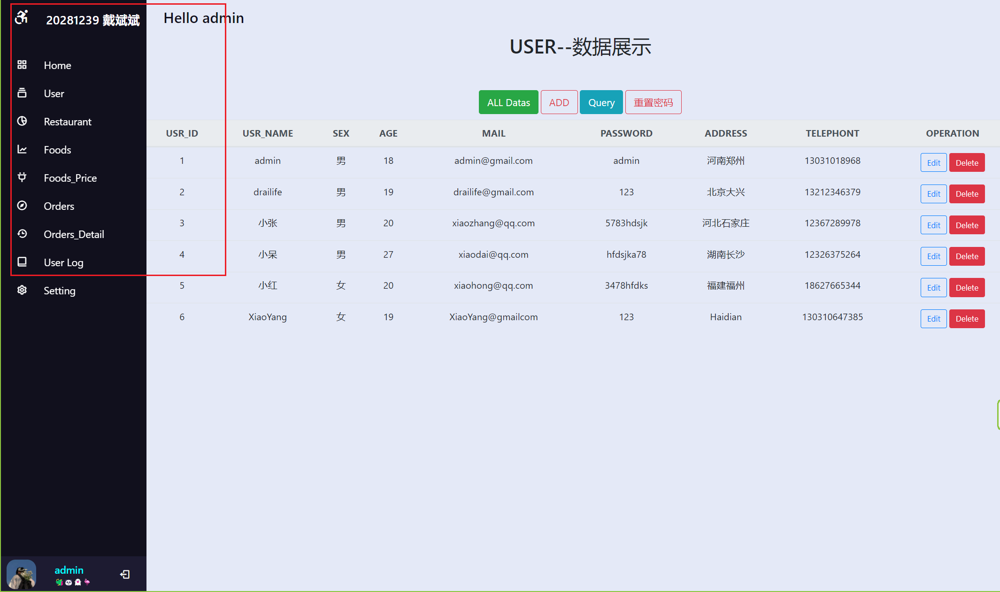 20281239 戴斌斌
Home
User
Restaurant
Foods
Foods_Price
Orders
Orders_Detail
User Log
Setting
admin
Hello admin
USER--数据展示
ALL Datas ADD Query 重置密码
USR_ID USR_NAME SEX AGE MAIL PASSWORD ADDRESS TELEPHONT OPERATION
1 admin 男 18 admin@gmail.com admin 河南郑州 13031018968 Edit Delete
2 drailife 男 19 drailife@gmail.com 123 北京大兴 13212346379 Edit Delete
3 小张 男 20 xiaozhang@qq.com 5783hdsjk 河北石家庄 12367289978 Edit Delete
4 小呆 男 27 xiaodai@qq.com hfdsjka78 湖南长沙 12326375264 Edit Delete
5 小红 女 20 xiaohong@qq.com 3478hfdks 福建福州 18627665344 Edit Delete
6 XiaoYang 女 19 XiaoYang@gmailcom 123 Haidian 130310647385 Edit Delete